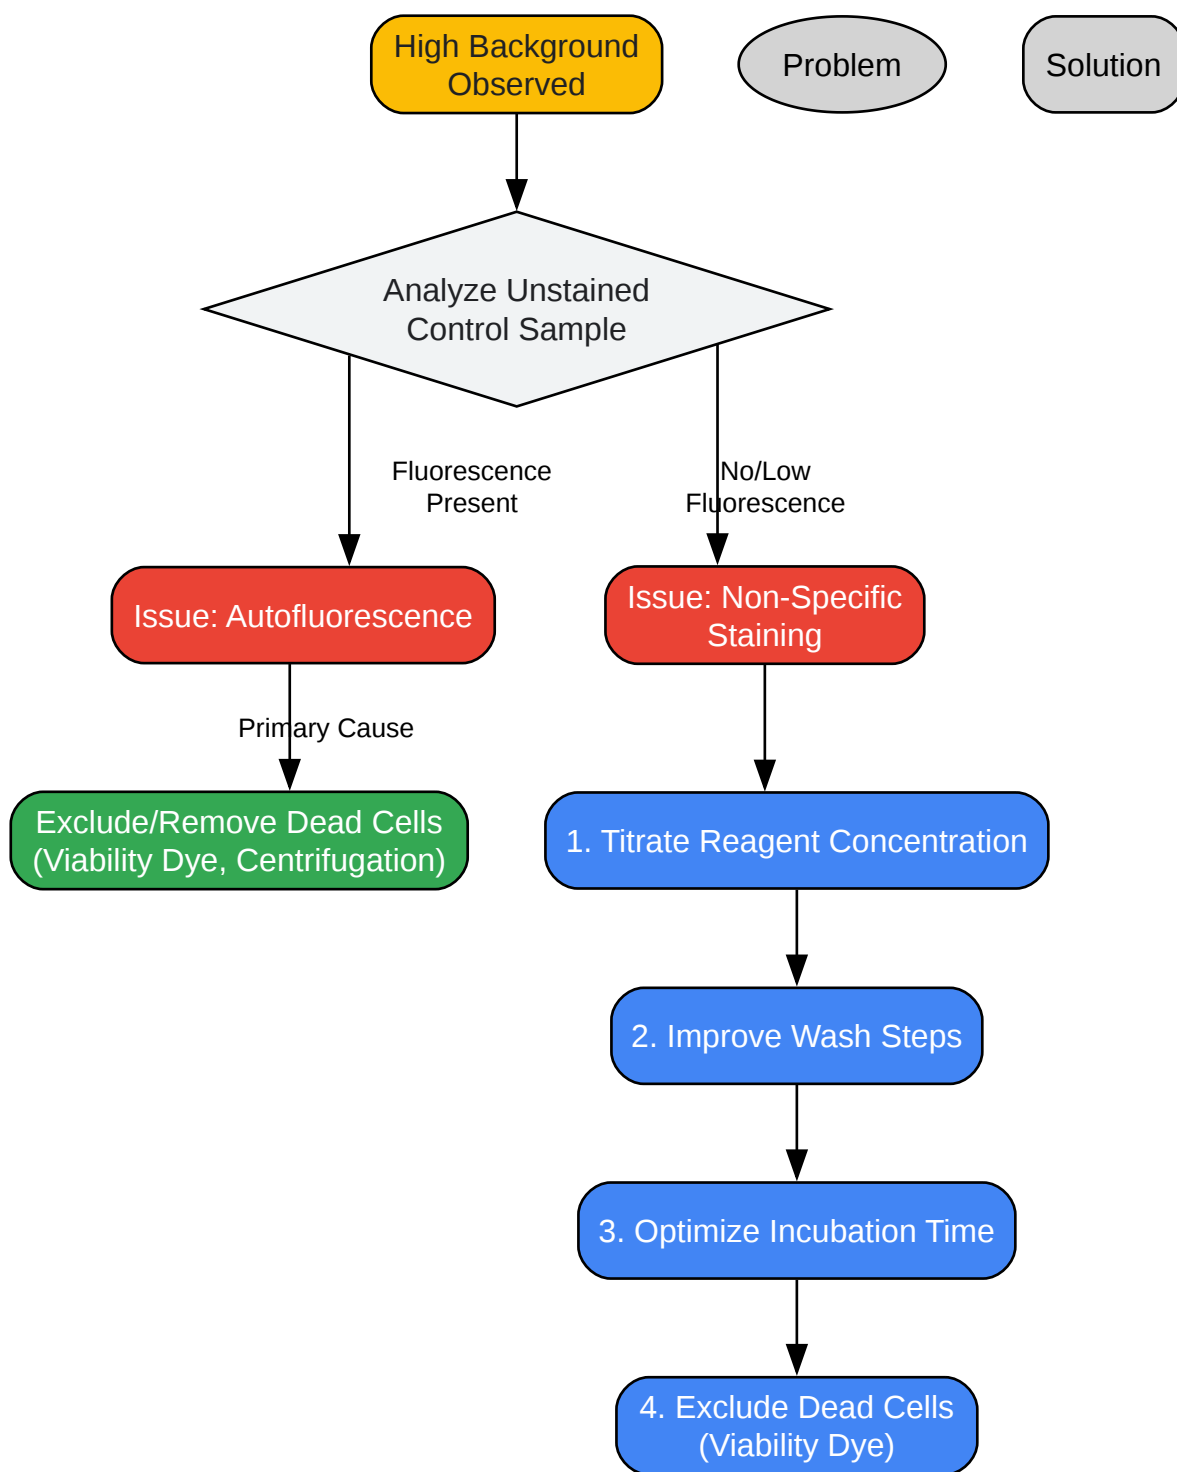 High Background
Observed
Problem
Solution
Analyze Unstained
Control Sample
Fluorescence
Present
No/Low
Fluorescence
Issue: Autofluorescence
Issue: Non-Specific
Staining
Primary Cause
Exclude/Remove Dead Cells
(Viability Dye, Centrifugation)
1. Titrate Reagent Concentration
2. Improve Wash Steps
3. Optimize Incubation Time
4. Exclude Dead Cells
(Viability Dye)